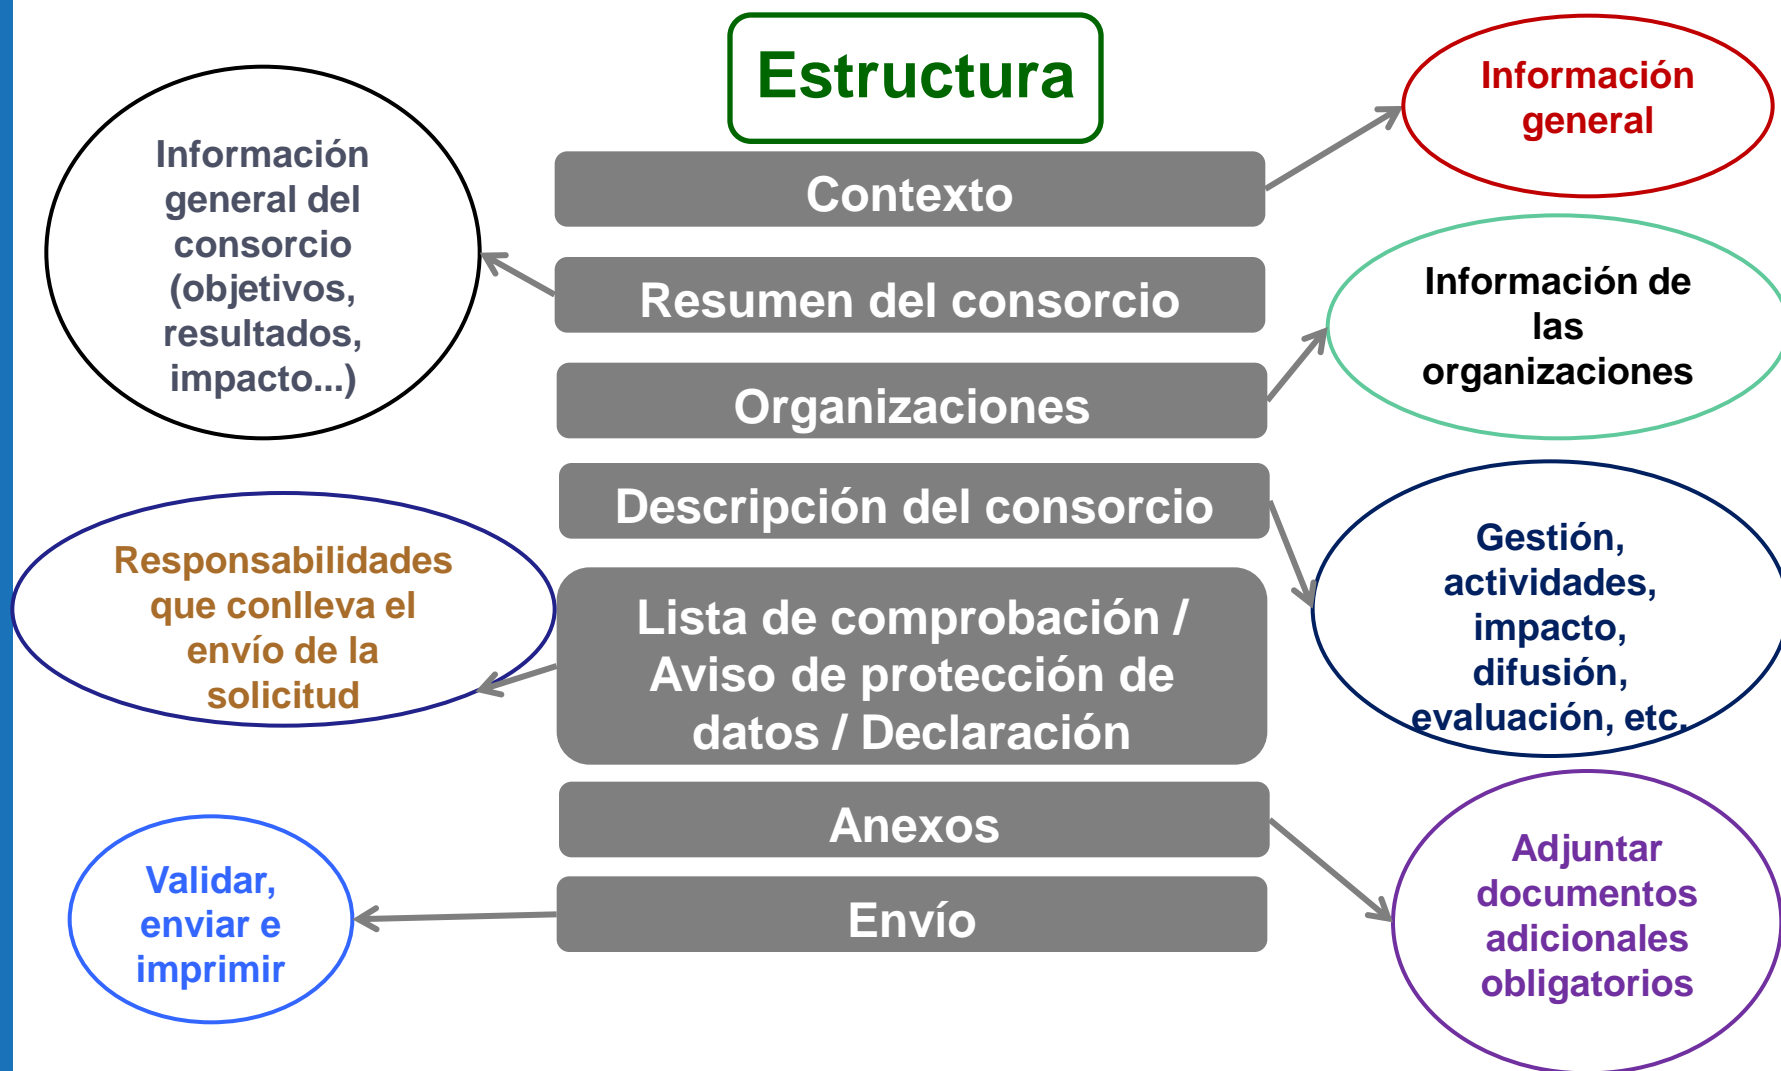 Estructura
Información
general
Información
general del
consorcio
(objetivos,
resultados,
impacto...)
Contexto
Resumen del consorcio
Información de
las
organizaciones
Organizaciones
Descripción del consorcio
Gestión,
actividades,
impacto,
difusión,
evaluación, etc.
Responsabilidades
que conlleva el
envío de la
solicitud
Lista de comprobación /
Aviso de protección de
datos / Declaración
Anexos
Adjuntar
documentos
adicionales
obligatorios
Validar,
enviar e
imprimir
Envío